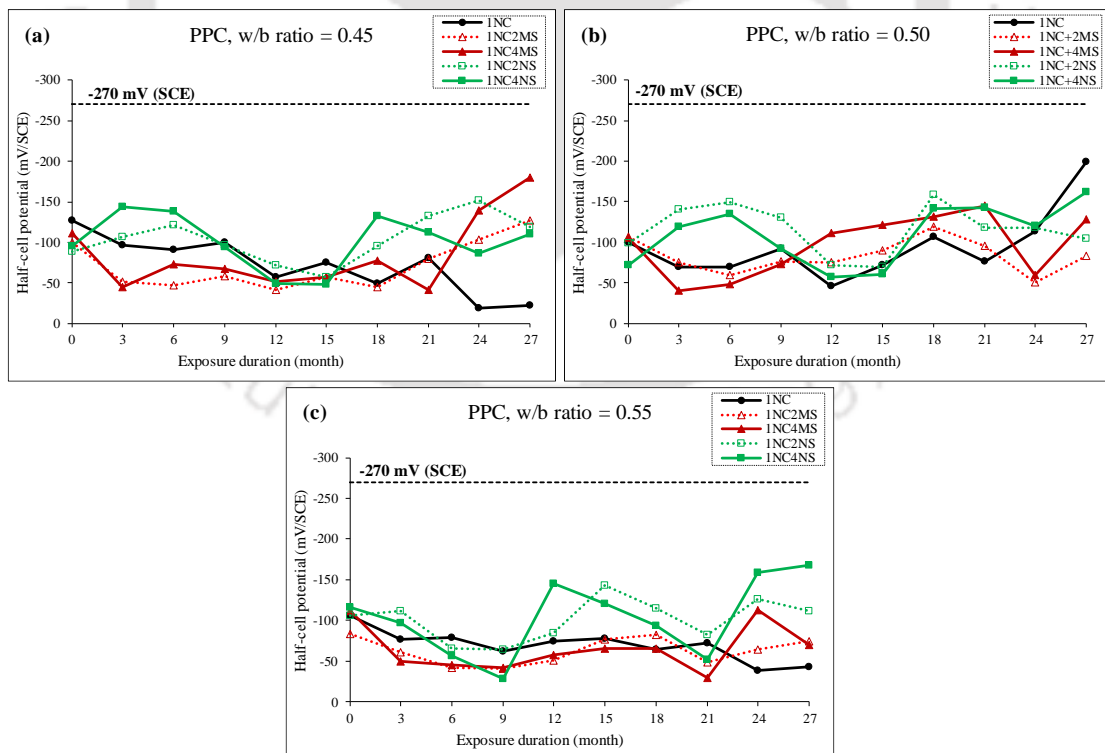 (a)
PPC, w/b ratio = 0.45
1NC
1NC2MS
1NC4MS
1NC2NS
1NC4NS
-270 mV (SCE)
Half-cell potential (mV/SCE)
-300
-250
-200
-150
-100
-50
0
0 3 6 9 12 15 18 21 24 27
Exposure duration (month)
(b)
PPC, w/b ratio = 0.50
1NC
1NC+2MS
1NC+4MS
1NC+2NS
1NC+4NS
-270 mV (SCE)
Half-cell potential (mV/SCE)
-300
-250
-200
-150
-100
-50
0
0 3 6 9 12 15 18 21 24 27
Exposure duration (month)
(c)
PPC, w/b ratio = 0.55
1NC
1NC2MS
1NC4MS
1NC2NS
1NC4NS
-270 mV (SCE)
Half-cell potential (mV/SCE)
-300
-250
-200
-150
-100
-50
0
0 3 6 9 12 15 18 21 24 27
Exposure duration (month)